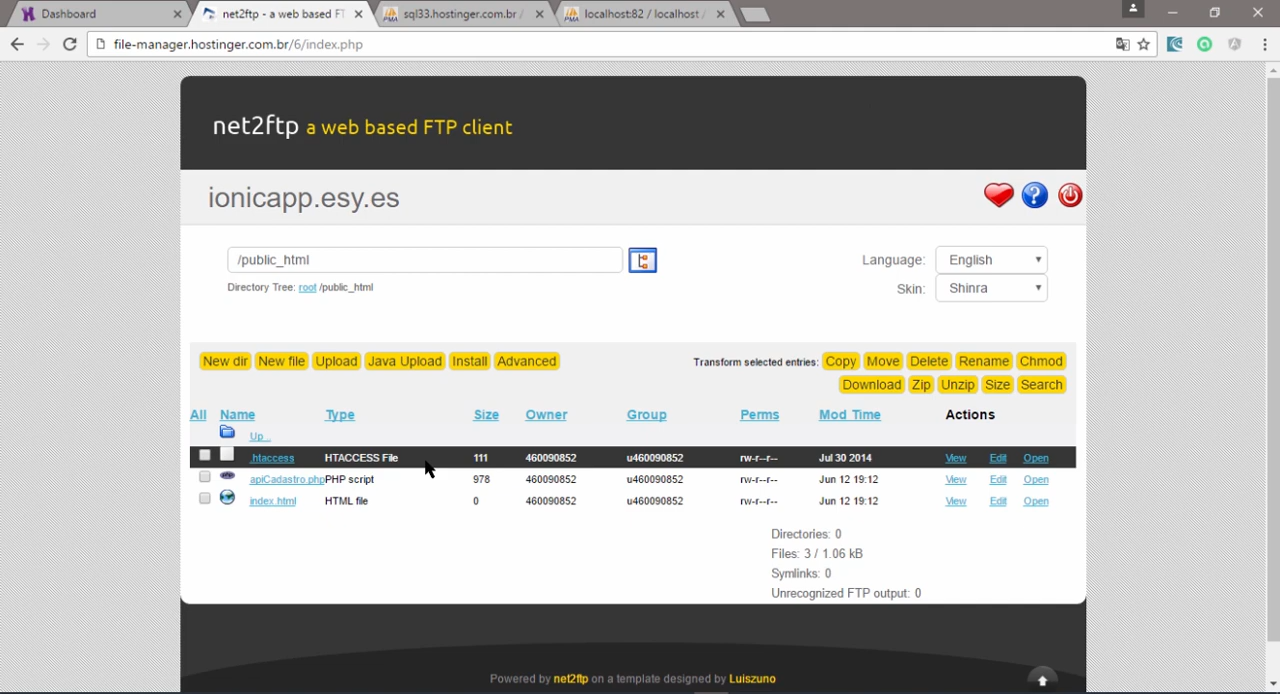 Dashboard
net2ftp - a web based FT
sql33.hostinger.com.br /
localhost:82 / localhost /
file-manager.hostinger.com.br/6/index.php
net2ftp a web based FTP client
ionicapp.esy.es
/public_html
Language: English
Directory Tree: root /public_html
Skin: Shinra
New dir New file Upload Java Upload Install Advanced
Transform selected entries: Copy Move Delete Rename Chmod
Download Zip Unzip Size Search
All Name Type Size Owner Group Perms Mod Time Actions
Up ..
.htaccess HTACCESS File 111 460090852 u460090852 rw-r--r-- Jul 30 2014 View Edit Open
apiCadastro.php PHP script 978 460090852 u460090852 rw-r--r-- Jun 12 19:12 View Edit Open
index.html HTML file 0 460090852 u460090852 rw-r--r-- Jun 12 19:12 View Edit Open
Directories: 0
Files: 3 / 1.06 kB
Symlinks: 0
Unrecognized FTP output: 0
Powered by net2ftp on a template designed by Luiszuno